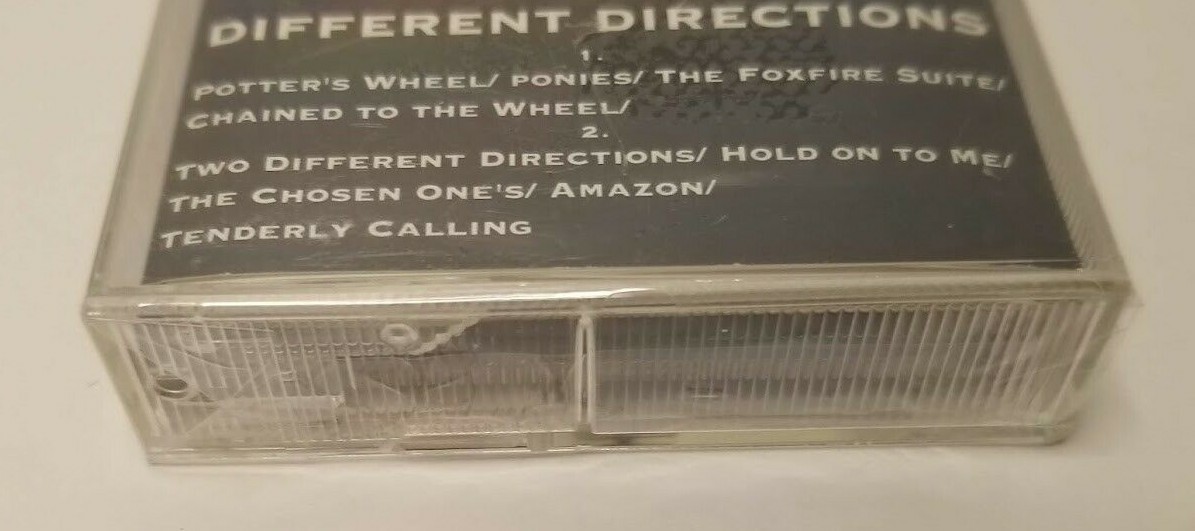 DIFFERENT DIRECTIONS
1.
POTTER'S WHEEL/ PONIES/ THE FOXFIRE SUITE/
CHAINED TO THE WHEEL/
2.
TWO DIFFERENT DIRECTIONS/ HOLD ON TO ME/
THE CHOSEN ONE'S/ AMAZON/
TENDERLY CALLING